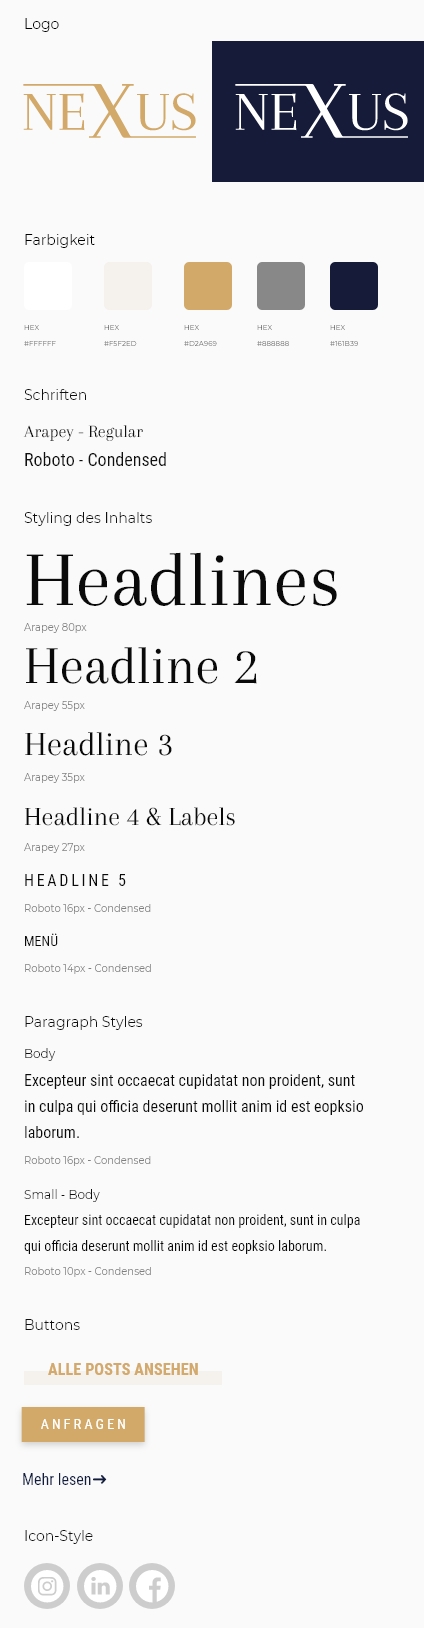 Logo
NEXUS NEXUS
Farbigkeit
HEX HEX HEX HEX HEX
#FFFFFF #F5F2ED #D2A969 #888888 #161B39
Schriften
Arapey - Regular
Roboto - Condensed
Styling des Inhalts
Headlines
Arapey 80px
Headline 2
Arapey 55px
Headline 3
Arapey 35px
Headline 4 & Labels
Arapey 27px
HEADLINE 5
Roboto 16px - Condensed
MENÜ
Roboto 14px - Condensed
Paragraph Styles
Body
Excepteur sint occaecat cupidatat non proident, sunt
in culpa qui officia deserunt mollit anim id est eopksio
laborum.
Roboto 16px - Condensed
Small - Body
Excepteur sint occaecat cupidatat non proident, sunt in culpa
qui officia deserunt mollit anim id est eopksio laborum.
Roboto 10px - Condensed
Buttons
ALLE POSTS ANSEHEN
ANFRAGEN
Mehr lesen→
Icon-Style